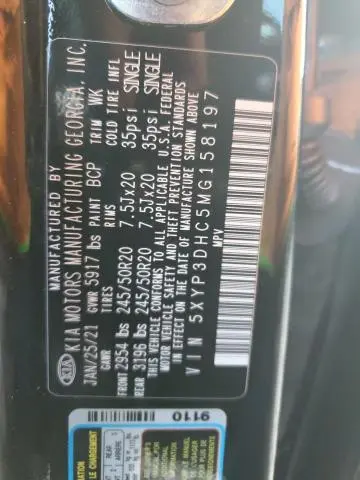 MANUFACTURED BY
KIA KIA MOTORS MANUFACTURING GEORGIA, INC.
JAN/25/21 GVWR 5917 lbs PAINT BCP TRIM WK
GAWR TIRES RIMS COLD TIRE INFL
FRONT 2954 lbs 245/50R20 7.5Jx20 35psi SINGLE
REAR 3196 lbs 245/50R20 7.5Jx20 35psi SINGLE
THIS VEHICLE CONFORMS TO ALL APPLICABLE U.S.A. FEDERAL
MOTOR VEHICLE SAFETY AND THEFT PREVENTION STANDARDS
IN EFFECT ON THE DATE OF MANUFACTURE SHOWN ABOVE
VIN 5XYP3DHC5MG158197
MPV
9110
LE CHARGEMENT